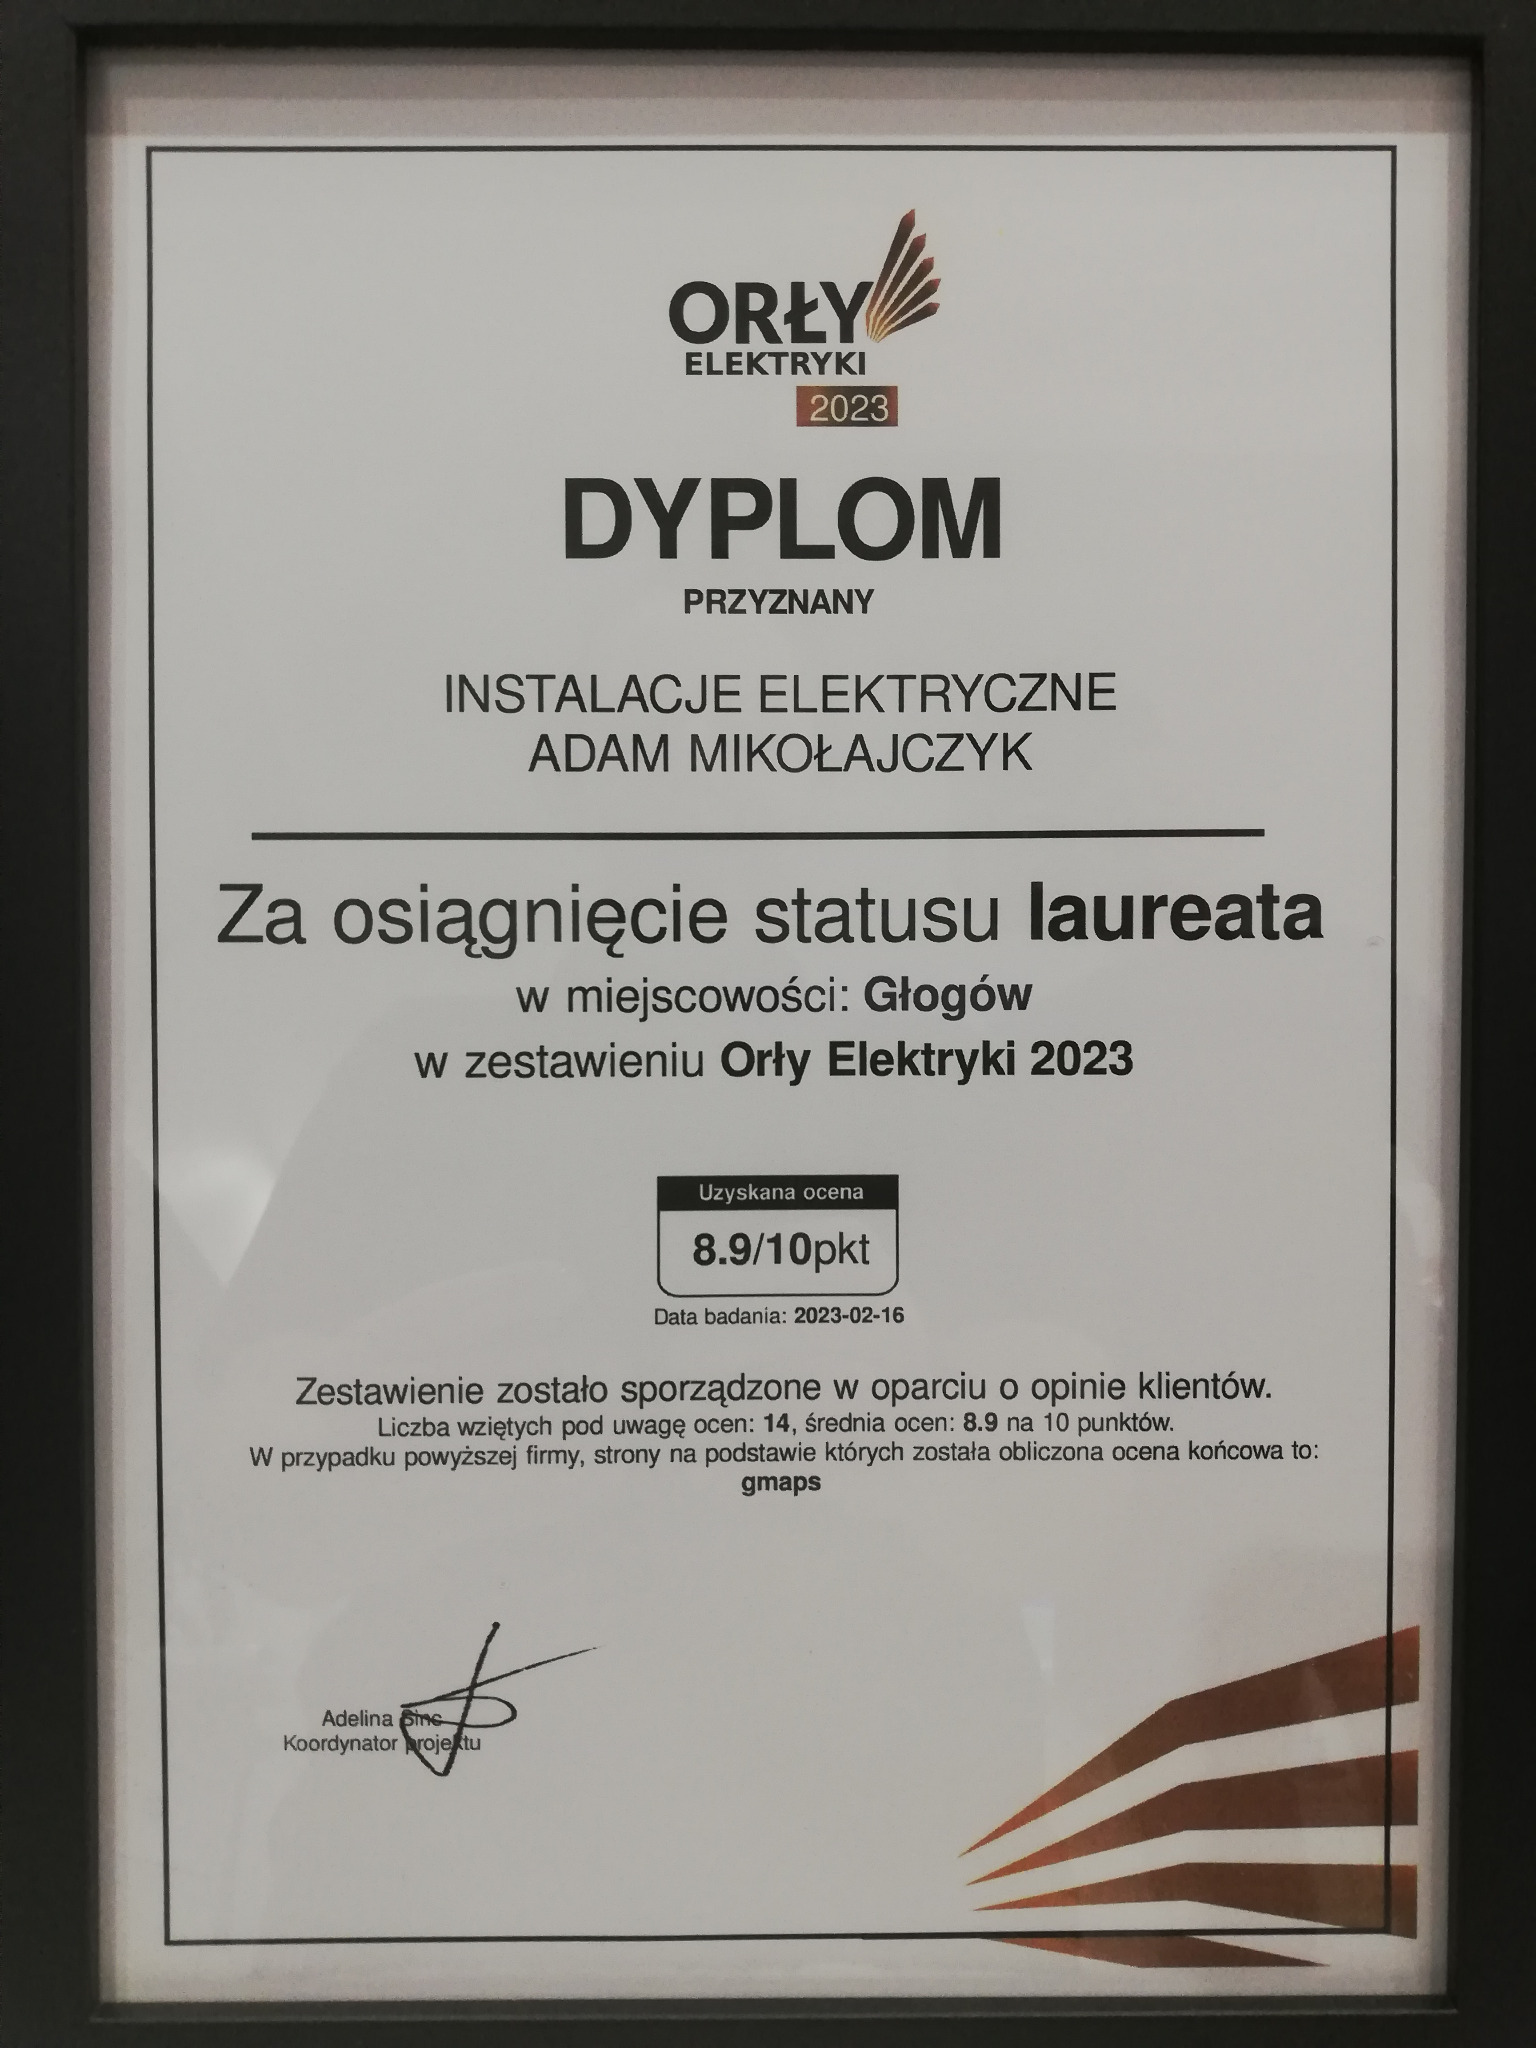 ORŁY
ELEKTRYKI
2023
DYPLOM
PRZYZNANY
INSTALACJE ELEKTRYCZNE
ADAM MIKOŁAJCZYK
Za osiągnięcie statusu laureata
w miejscowości: Głogów
w zestawieniu Orły Elektryki 2023
Uzyskana ocena
8.9/10pkt
Data badania: 2023-02-16
Zestawienie zostało sporządzone w oparciu o opinie klientów.
Liczba wziętych pod uwagę ocen: 14, średnia ocen: 8.9 na 10 punktów.
W przypadku powyższej firmy, strony na podstawie których została obliczona ocena końcowa to:
gmaps
Adelina
Koordynator projektu